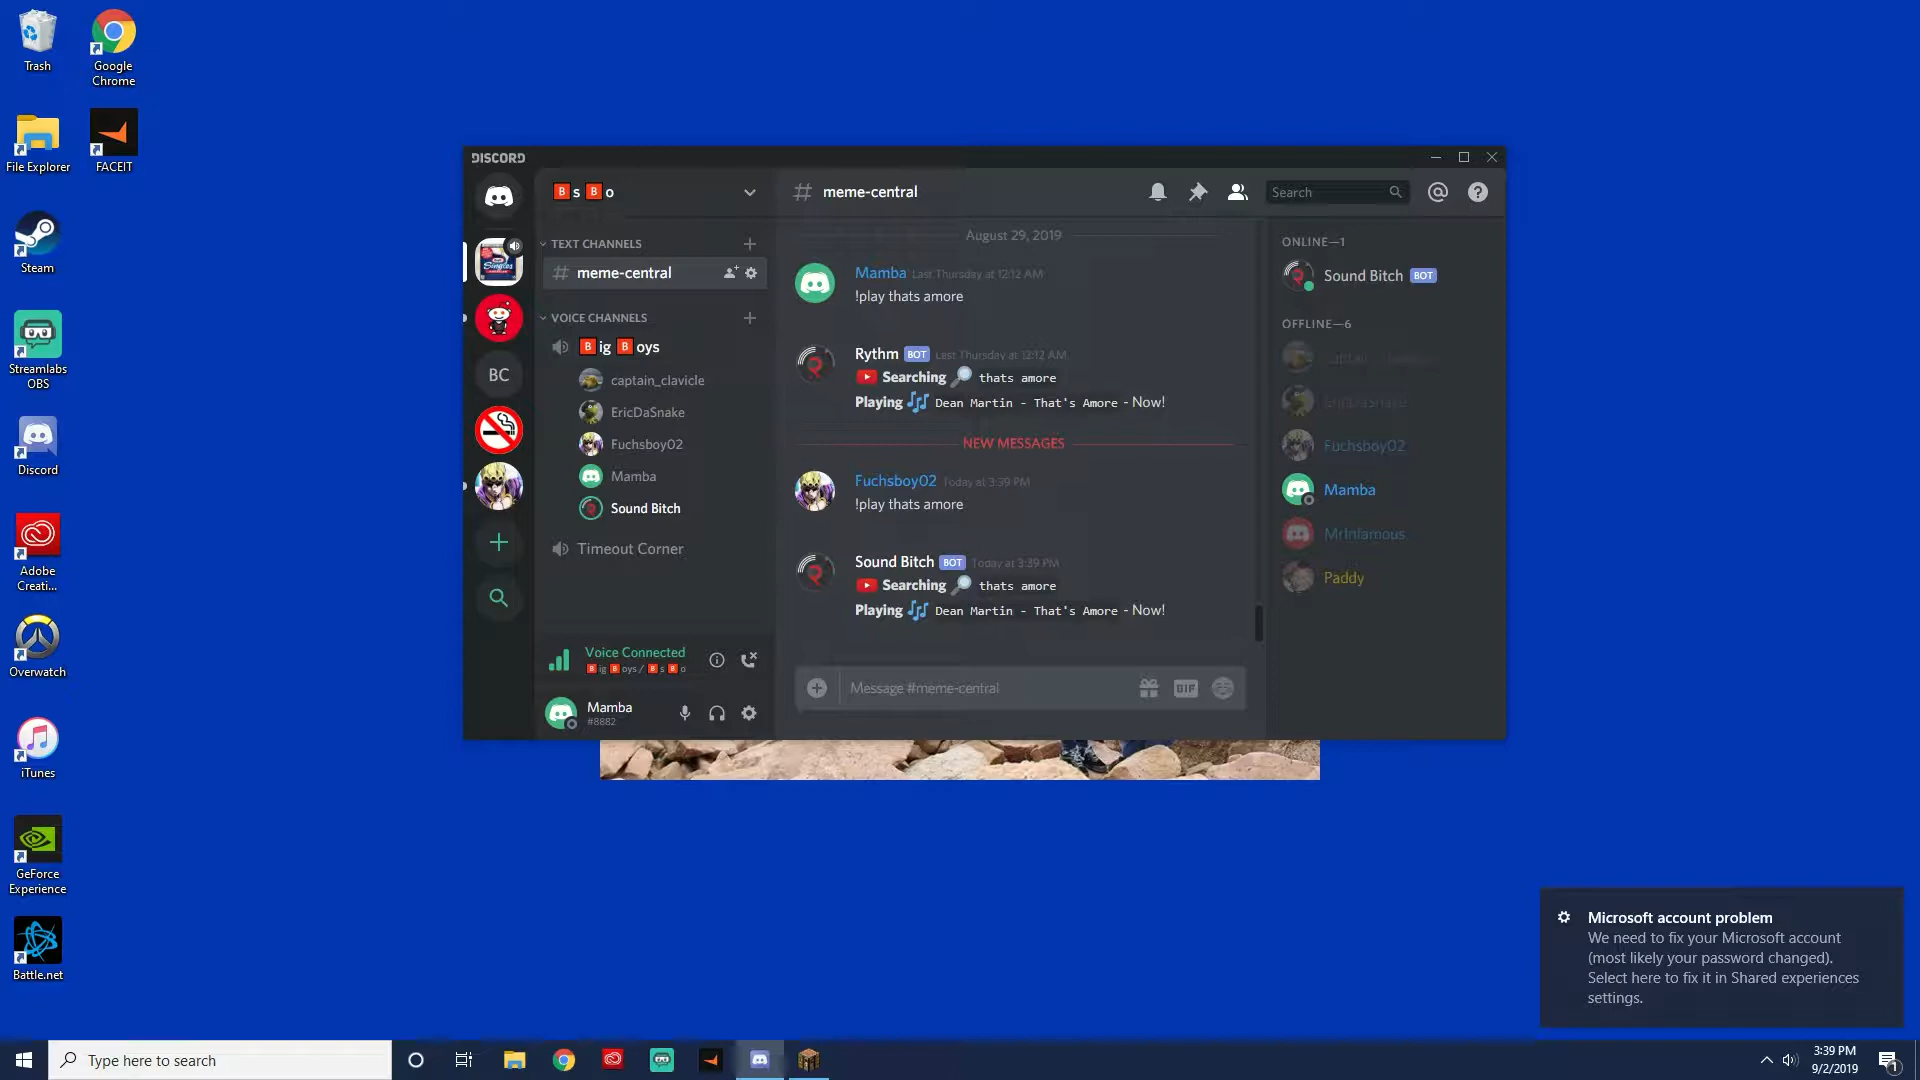 Trash
Google
Chrome
File Explorer
FACEIT
Steam
Streamlabs
OBS
Discord
Adobe
Creati...
Overwatch
iTunes
GeForce
Experience
Battle.net
DISCORD
B s B o
TEXT CHANNELS
# meme-central
VOICE CHANNELS
B ig B oys
captain_clavicle
EricDaSnake
Fuchsboy02
Mamba
Sound Bitch
Timeout Corner
BC
Singles
Voice Connected
B ig B oys / B s B o
Mamba
#8882
# meme-central
Search
August 29, 2019
Mamba Last Thursday at 12:12 AM
!play thats amore
Rythm BOT Last Thursday at 12:12 AM
Searching thats amore
Playing Dean Martin - That's Amore - Now!
NEW MESSAGES
Fuchsboy02 Today at 3:39 PM
!play thats amore
Sound Bitch BOT Today at 3:39 PM
Searching thats amore
Playing Dean Martin - That's Amore - Now!
Message #meme-central
GIF
ONLINE—1
Sound Bitch BOT
OFFLINE—6
captain_clavicle
EricDaSnake
Fuchsboy02
Mamba
MrInfamous
Paddy
Microsoft account problem
We need to fix your Microsoft account
(most likely your password changed).
Select here to fix it in Shared experiences
settings.
Type here to search
3:39 PM
9/2/2019
1